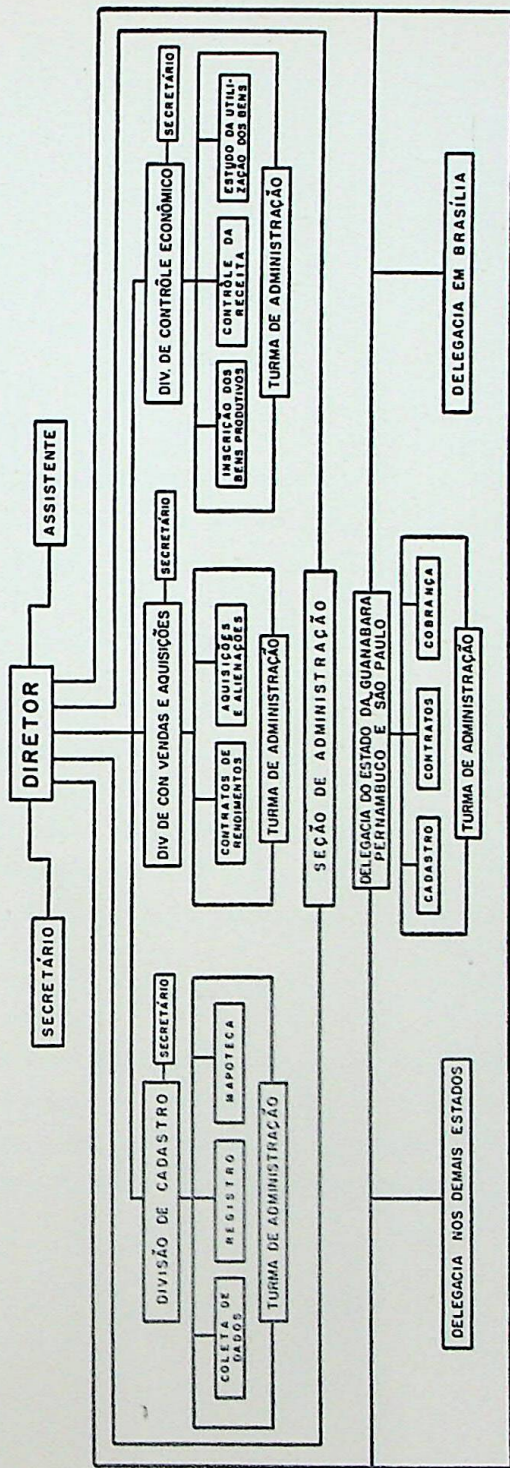 DIRETOR
SECRETÁRIO
ASSISTENTE
DIVISÃO DE CADASTRO
SECRETÁRIO
COLETA DE
DADOS
REGISTRO
MAPOTECA
TURMA DE ADMINISTRAÇÃO
DIV DE CON VENDAS E AQUISIÇÕES
SECRETÁRIO
CONTRATOS DE
RENDIMENTOS
AQUISIÇÕES
E ALIENAÇÕES
TURMA DE ADMINISTRAÇÃO
DIV. DE CONTRÔLE ECONÔMICO
SECRETÁRIO
INSCRIÇÃO DOS
BENS PRODUTIVOS
CONTRÔLE DA
RECEITA
ESTUDO DA UTILI-
ZAÇÃO DOS BENS
TURMA DE ADMINISTRAÇÃO
SEÇÃO DE ADMINISTRAÇÃO
DELEGACIA DO ESTADO DA GUANABARA
PERNAMBUCO E SÃO PAULO
CADASTRO
CONTRATOS
COBRANÇA
TURMA DE ADMINISTRAÇÃO
DELEGACIA NOS DEMAIS ESTADOS
DELEGACIA EM BRASÍLIA